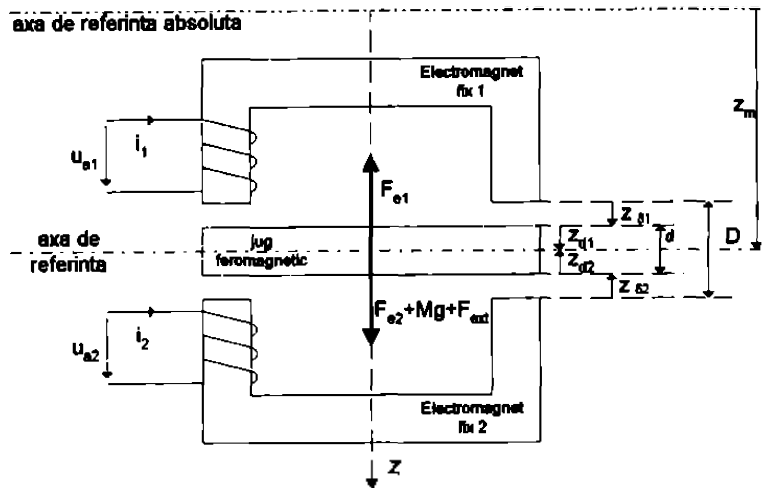 axa de referinta absoluta
Electromagnet
fix 1
z_m
i_1
u_a1
F_e1
z_δ1
jug
feromagnetic
axa de
referinta
z_d1
z_d2
d
D
F_e2+Mg+F_ext
z_δ2
i_2
u_a2
Electromagnet
fix 2
z